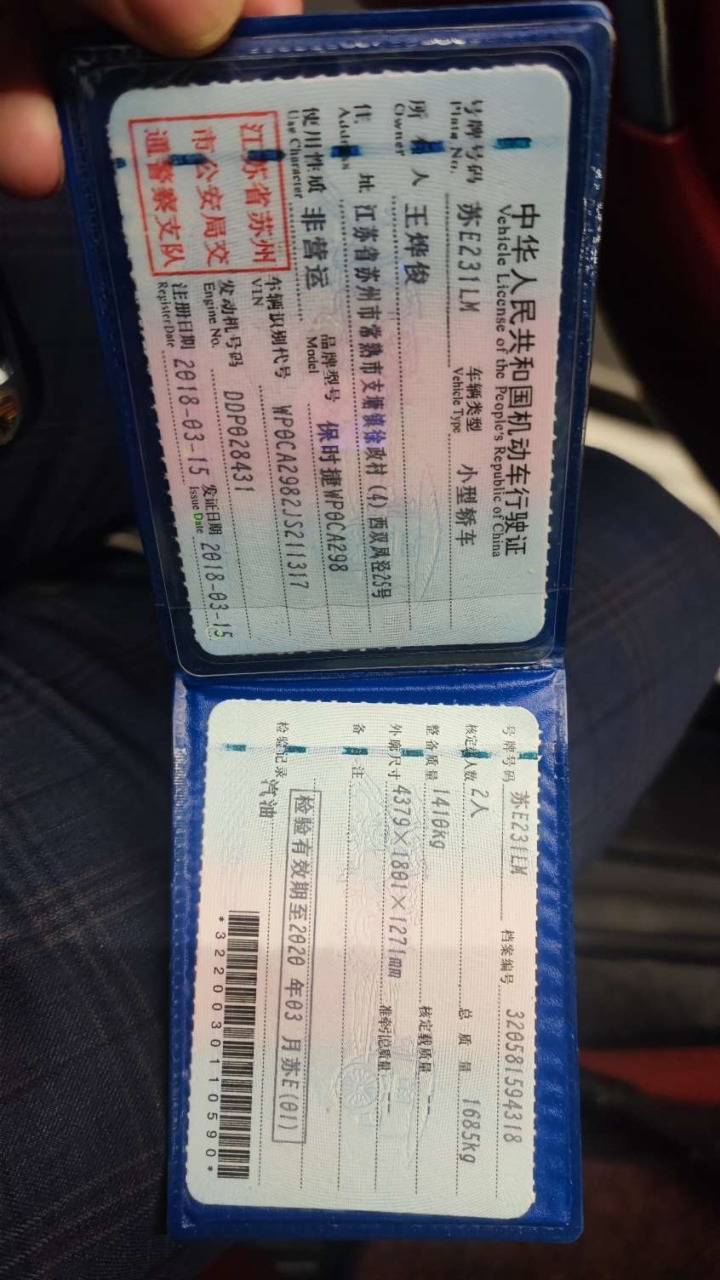 中华人民共和国机动车行驶证
Vehicle License of the People's Republic of China
号牌号码 苏E231LM 车辆类型 小型轿车
Plate No. Vehicle Type
所有人 王烨俊
Owner
住址 江苏省苏州市常熟市支塘镇徐政村(4)西双凤泾25号
Address
使用性质 非营运 品牌型号 保时捷WP0CA298
Use Character Model
江苏省苏州
市公安局交
通警察支队
车辆识别代号 WP0CA2982JS211317
VIN
发动机号码 DDP028431
Engine No.
注册日期 2018-03-15 发证日期 2018-03-15
Register Date Issue Date
号牌号码 苏E231LM 档案编号 320581594318
核定载人数 2人 总质量 1685kg
整备质量 1410kg 核定载质量 --
外廓尺寸 4379×1801×1271mm 准牵引总质量 --
备注
检验有效期至2020年03月苏E(01)
检验记录 汽油
*3220030110590*